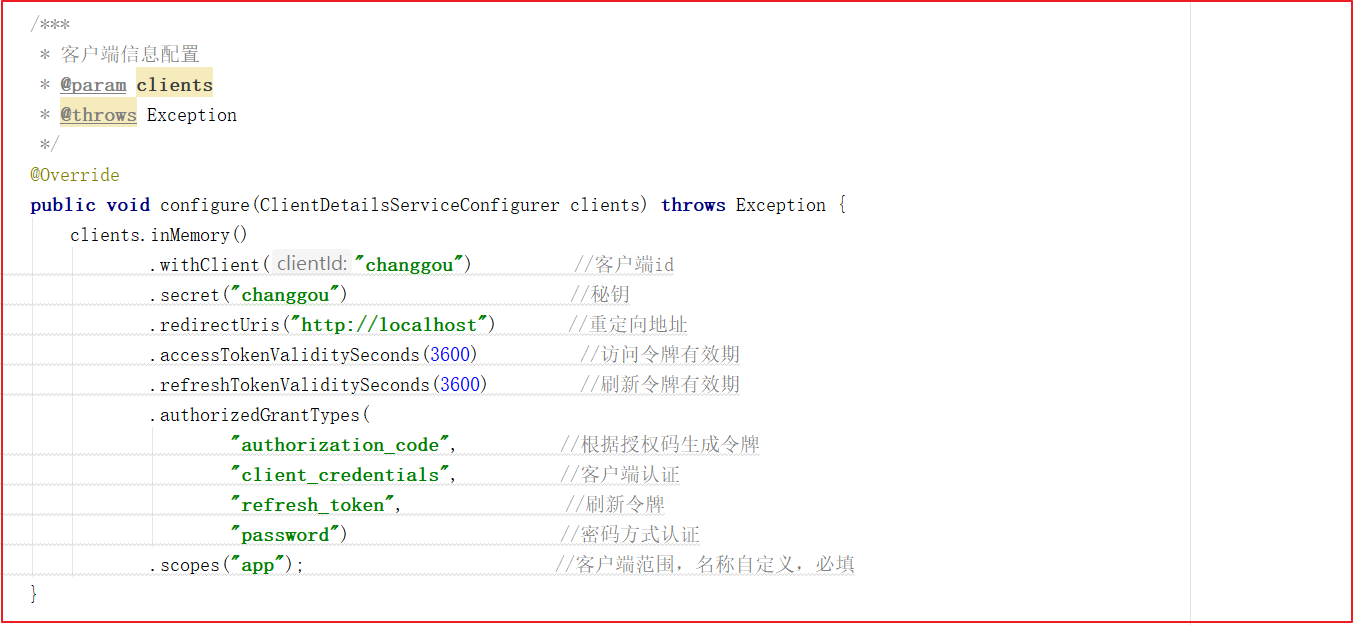 /***
 * 客户端信息配置
 * @param clients
 * @throws Exception
 */
@Override
public void configure(ClientDetailsServiceConfigurer clients) throws Exception {
    clients.inMemory()
            .withClient( clientId: "changgou")          //客户端id
            .secret("changgou")                      //秘钥
            .redirectUris("http://localhost")       //重定向地址
            .accessTokenValiditySeconds(3600)          //访问令牌有效期
            .refreshTokenValiditySeconds(3600)         //刷新令牌有效期
            .authorizedGrantTypes(
                    "authorization_code",          //根据授权码生成令牌
                    "client_credentials",          //客户端认证
                    "refresh_token",                //刷新令牌
                    "password")                     //密码方式认证
            .scopes("app");                         //客户端范围，名称自定义，必填
}